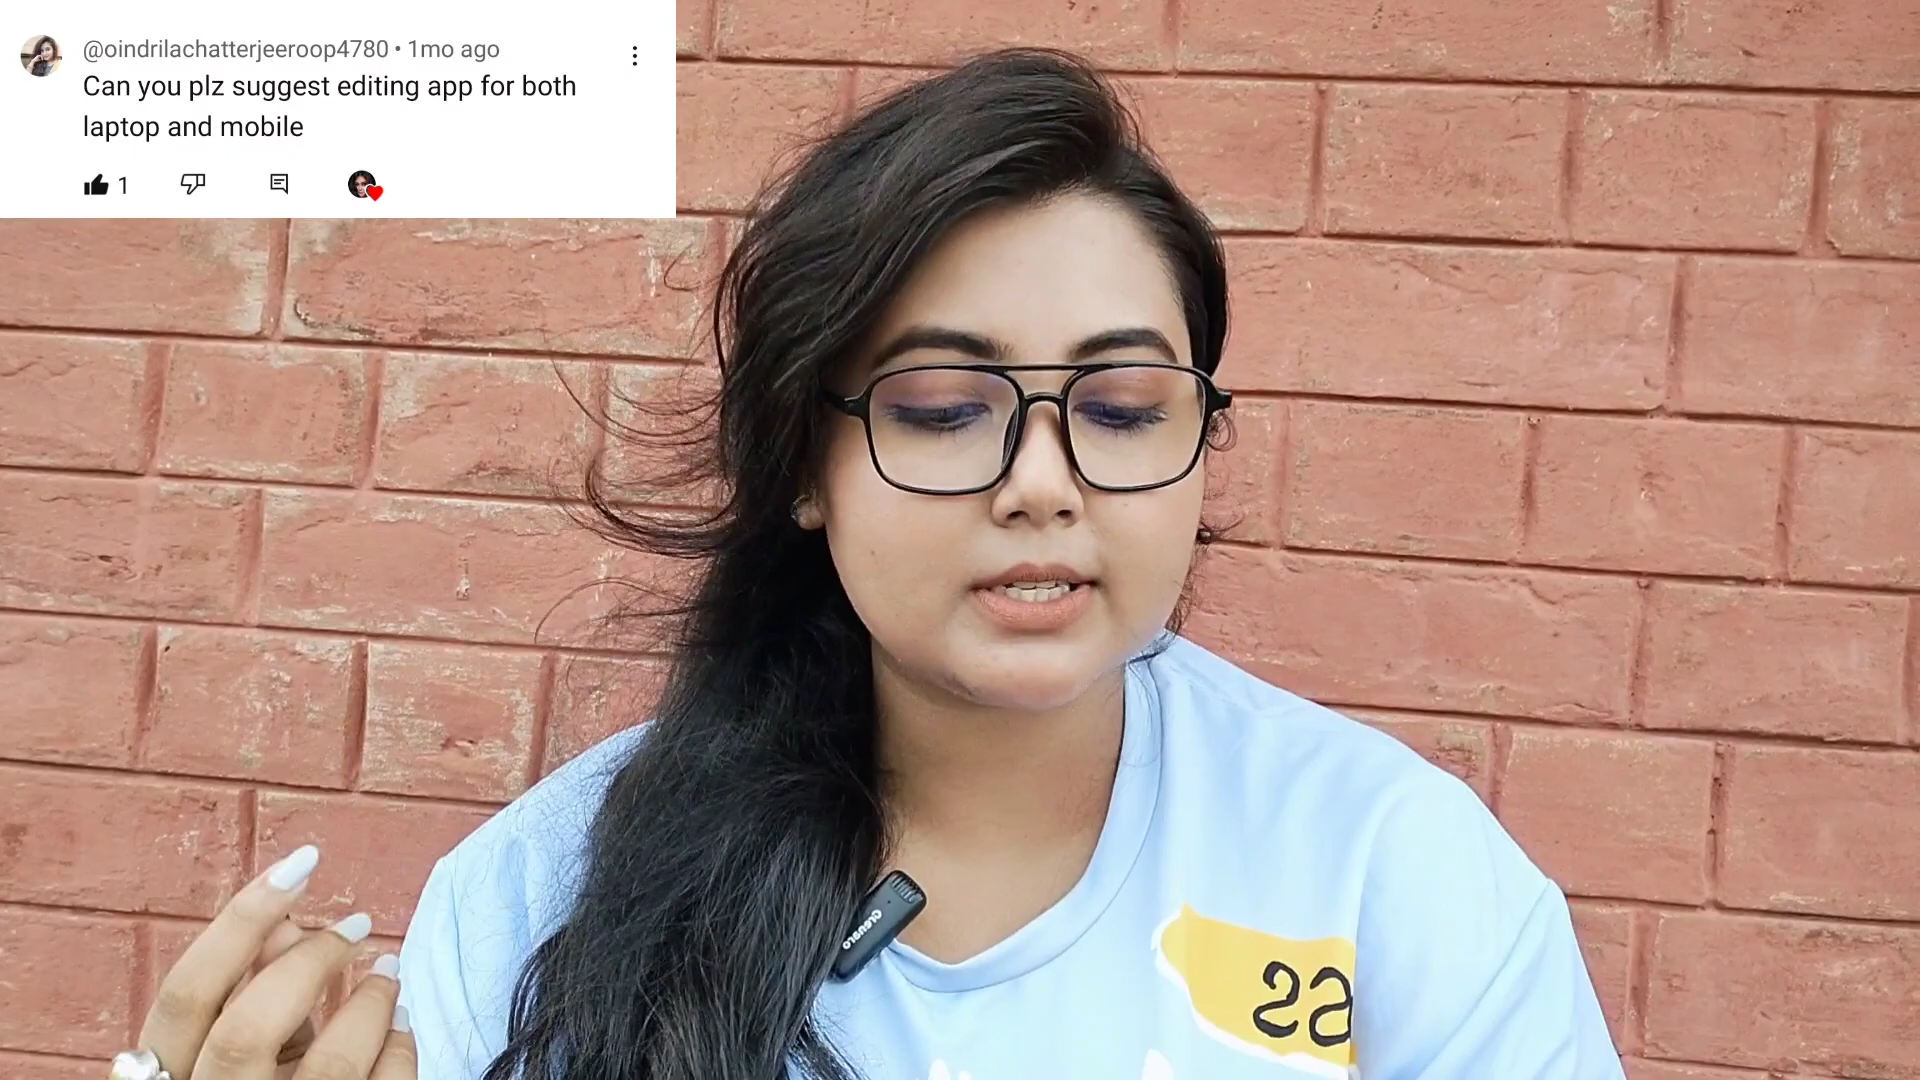 @oindrilachatterjeeroop4780 • 1mo ago
Can you plz suggest editing app for both
laptop and mobile
1